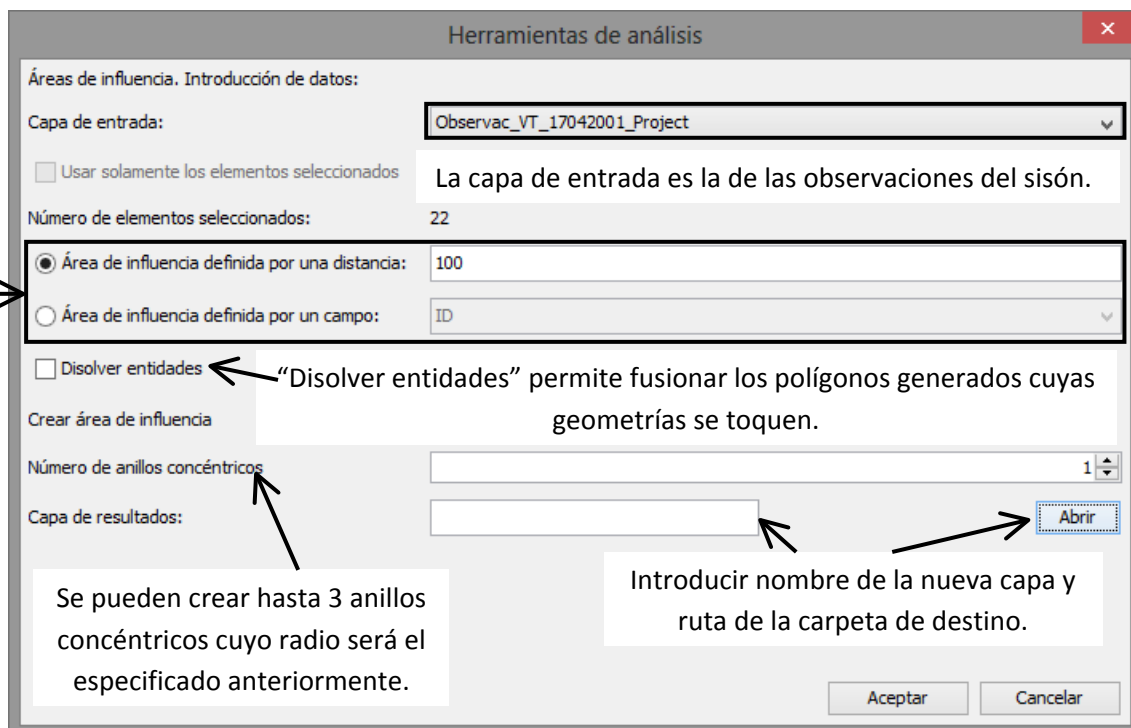 Herramientas de análisis
Áreas de influencia. Introducción de datos:
Capa de entrada:
Observac_VT_17042001_Project
Usar solamente los elementos seleccionados
La capa de entrada es la de las observaciones del sisón.
Número de elementos seleccionados:
22
Área de influencia definida por una distancia:
100
Área de influencia definida por un campo:
ID
Disolver entidades
“Disolver entidades” permite fusionar los polígonos generados cuyas
geometrías se toquen.
Crear área de influencia
Número de anillos concéntricos
1
Capa de resultados:
Abrir
Se pueden crear hasta 3 anillos
concéntricos cuyo radio será el
especificado anteriormente.
Introducir nombre de la nueva capa y
ruta de la carpeta de destino.
Aceptar
Cancelar